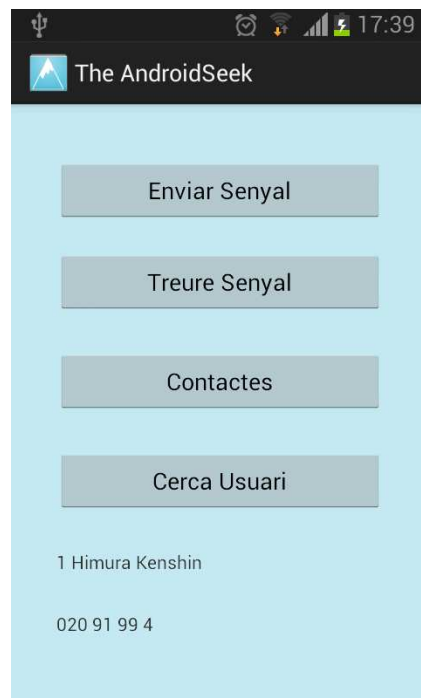 17:39
The AndroidSeek
Enviar Senyal
Treure Senyal
Contactes
Cerca Usuari
1 Himura Kenshin
020 91 99 4